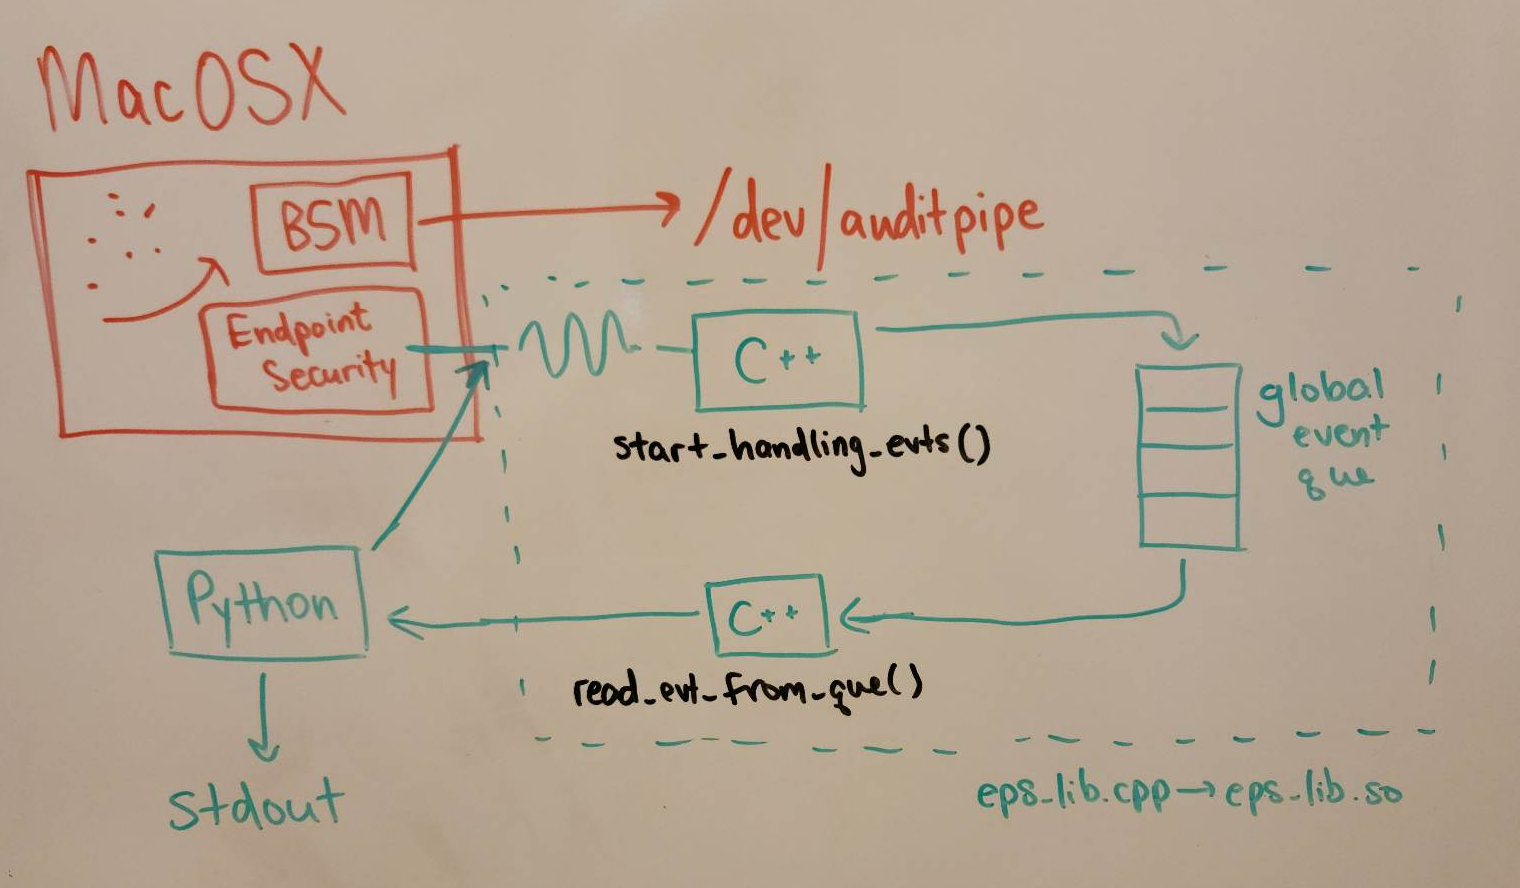 MacOSX
BSM
/dev/auditpipe
Endpoint
Security
C++
global
event
que
start_handling_evts()
Python
C++
read_evt_from_que()
stdout
eps_lib.cpp→eps_lib.so